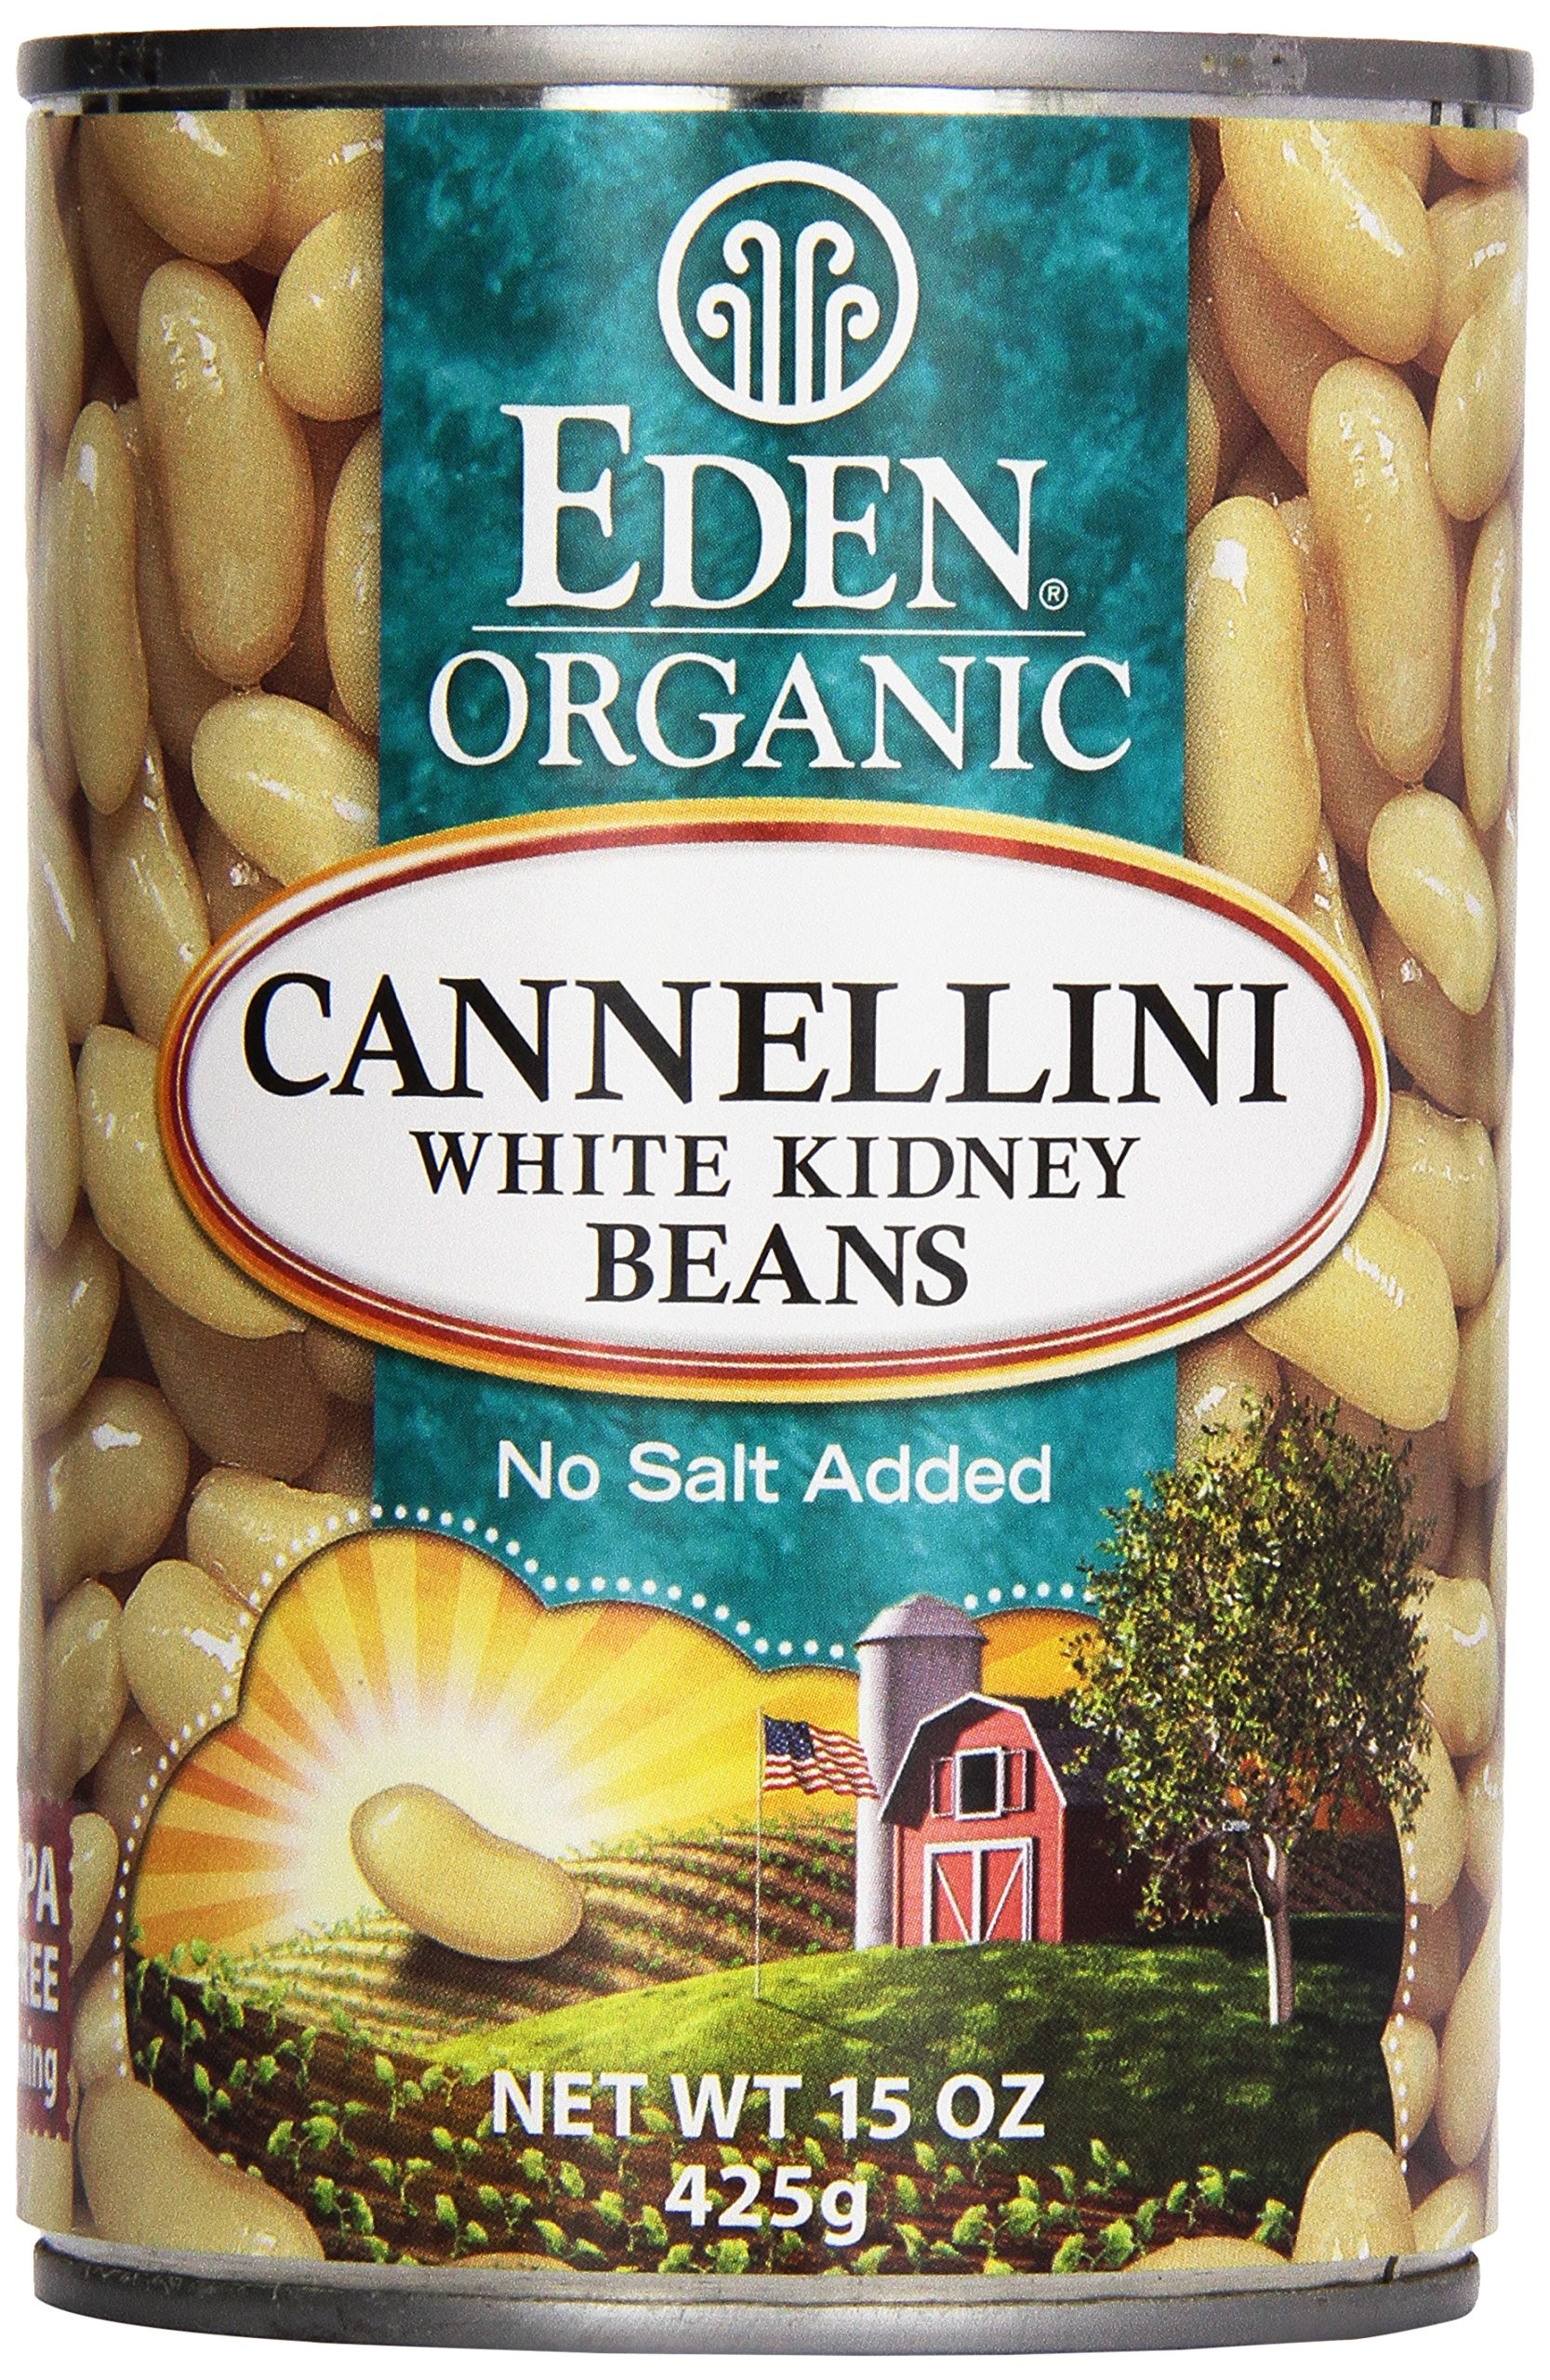 EDEN®
ORGANIC
CANNELLINI
WHITE KIDNEY
BEANS
No Salt Added
NET WT 15 OZ
425g